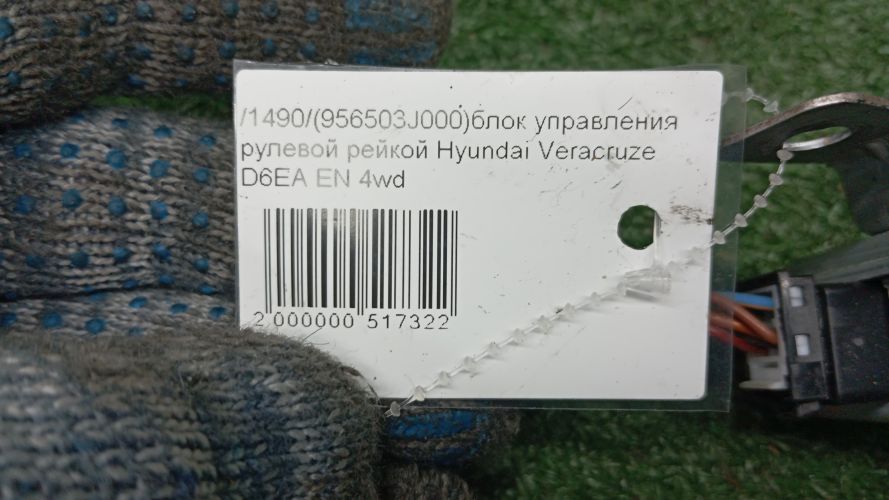 /1490/(956503J000)блок управления
рулевой рейкой Hyundai Veracruze
D6EA EN 4wd
2 000000 517322